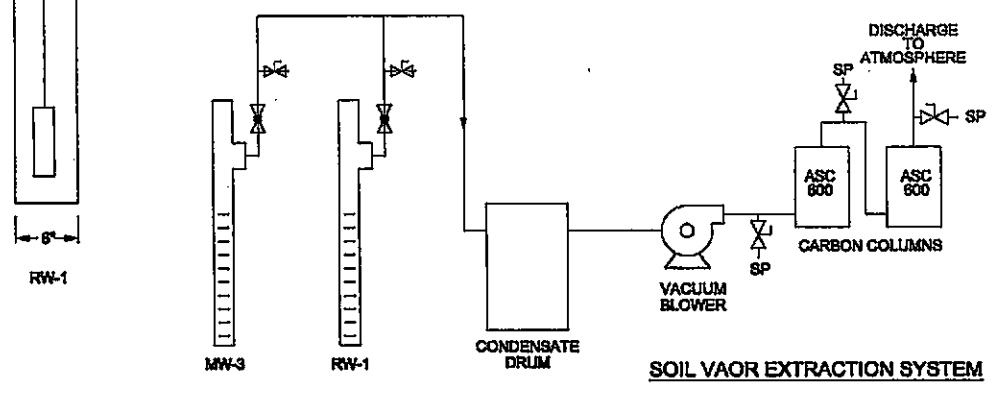 6"
RW-1
MW-3
RW-1
CONDENSATE
DRUM
VACUUM
BLOWER
SP
ASC
600
ASC
600
CARBON COLUMNS
SP
SP
DISCHARGE
TO
ATMOSPHERE
SOIL VAOR EXTRACTION SYSTEM